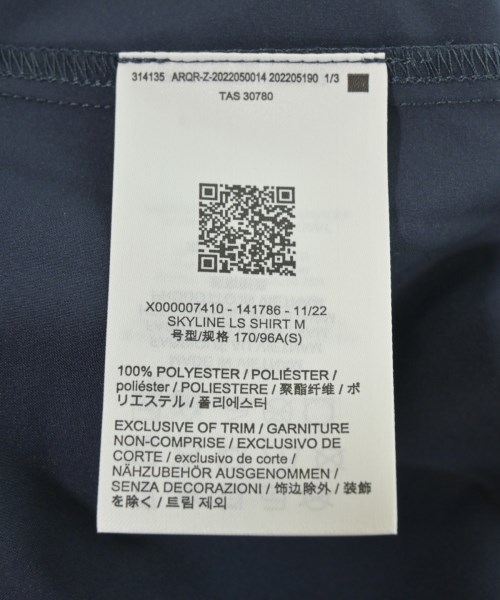 314135 ARQR-Z-2022050014 202205190 1/3
TAS 30780
X000007410 - 141786 - 11/22
SKYLINE LS SHIRT M
号型/规格 170/96A(S)
100% POLYESTER / POLIÉSTER /
poliéster / POLIESTERE / 聚酯纤维 / ポ
リエステル / 폴리에스터
EXCLUSIVE OF TRIM / GARNITURE
NON-COMPRISE / EXCLUSIVO DE
CORTE / exclusivo de corte /
NÄHZUBEHÖR AUSGENOMMEN /
SENZA DECORAZIONI / 饰边除外 / 装飾
を除く / 트림 제외